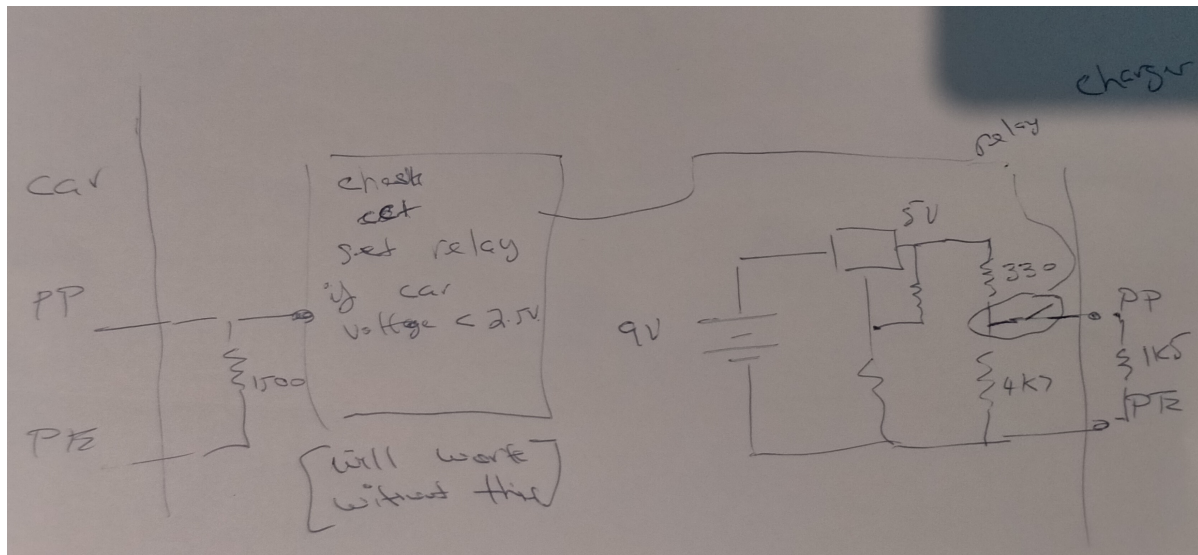 charger
relay
car
check
set
set relay
if car
voltage < 2.5V
5V
330
PP
PP
9V
1K5
1500
4K7
PE
PE
[will work
without this]